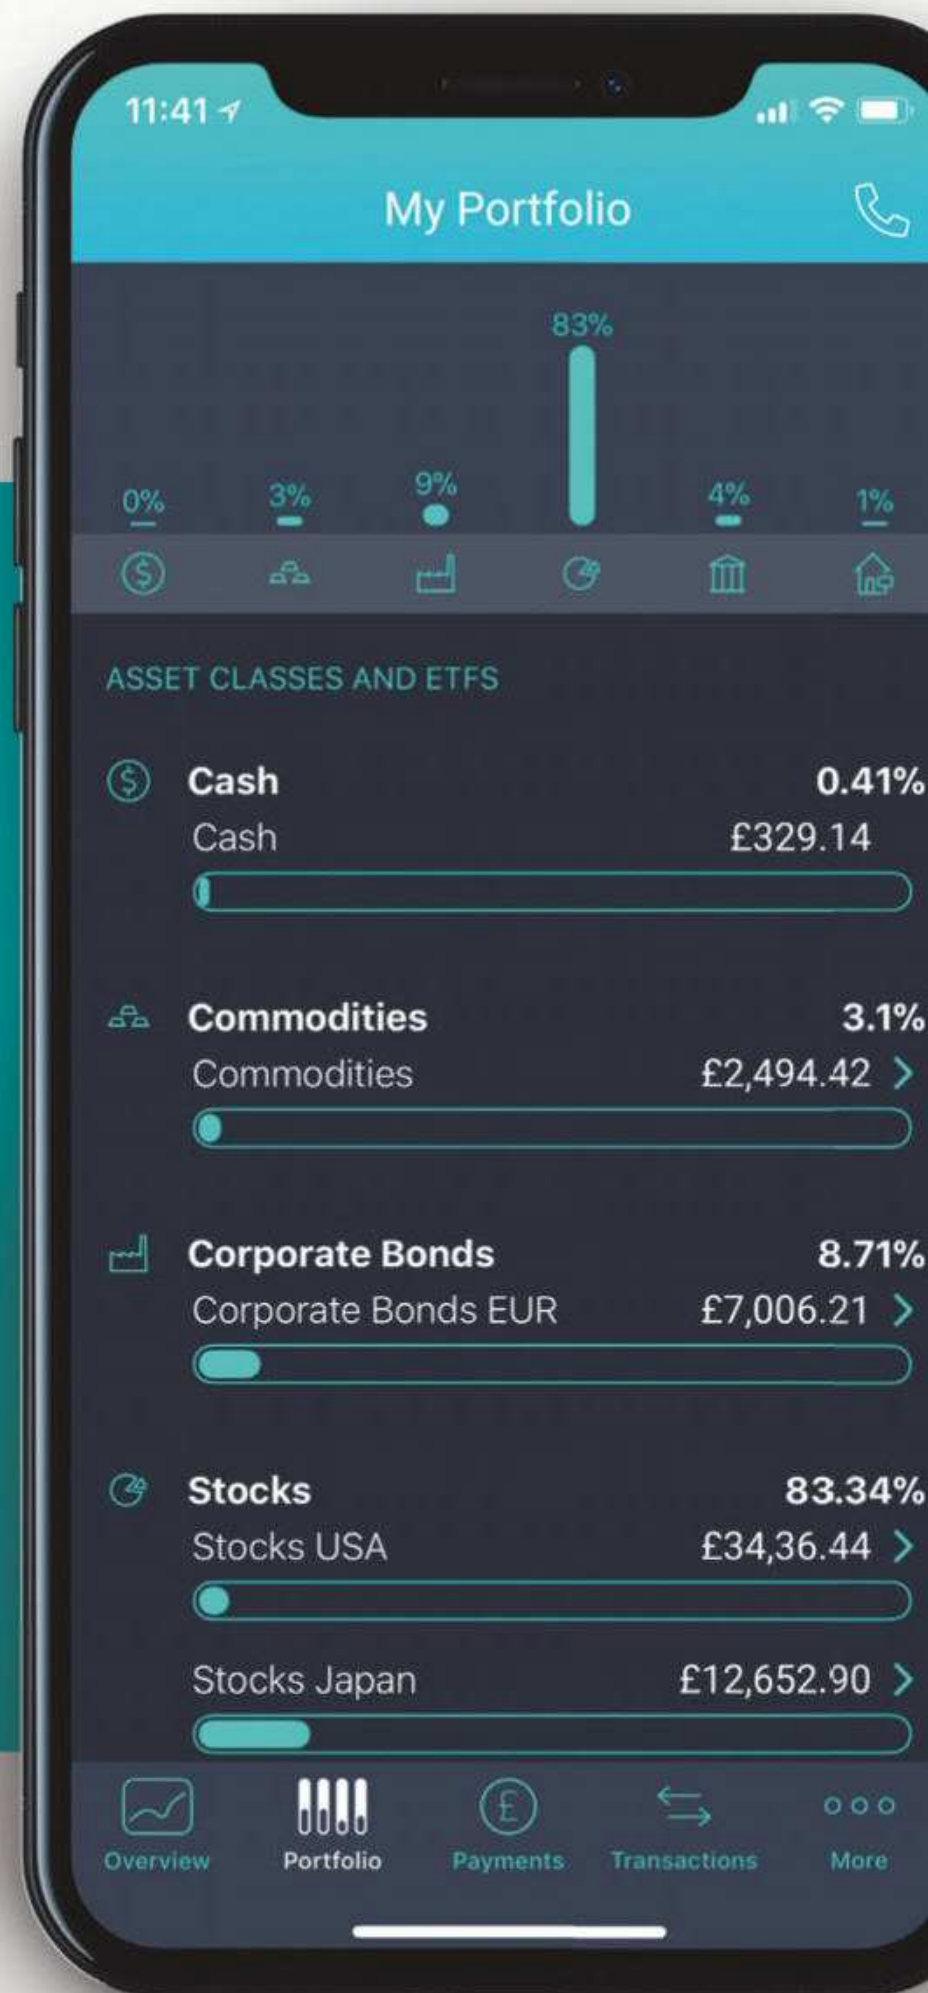 11:41
My Portfolio
83%
0% 3% 9% 4% 1%
ASSET CLASSES AND ETFS
Cash 0.41%
Cash £329.14
Commodities 3.1%
Commodities £2,494.42
Corporate Bonds 8.71%
Corporate Bonds EUR £7,006.21
Stocks 83.34%
Stocks USA £34,36.44
Stocks Japan £12,652.90
Overview Portfolio Payments Transactions More